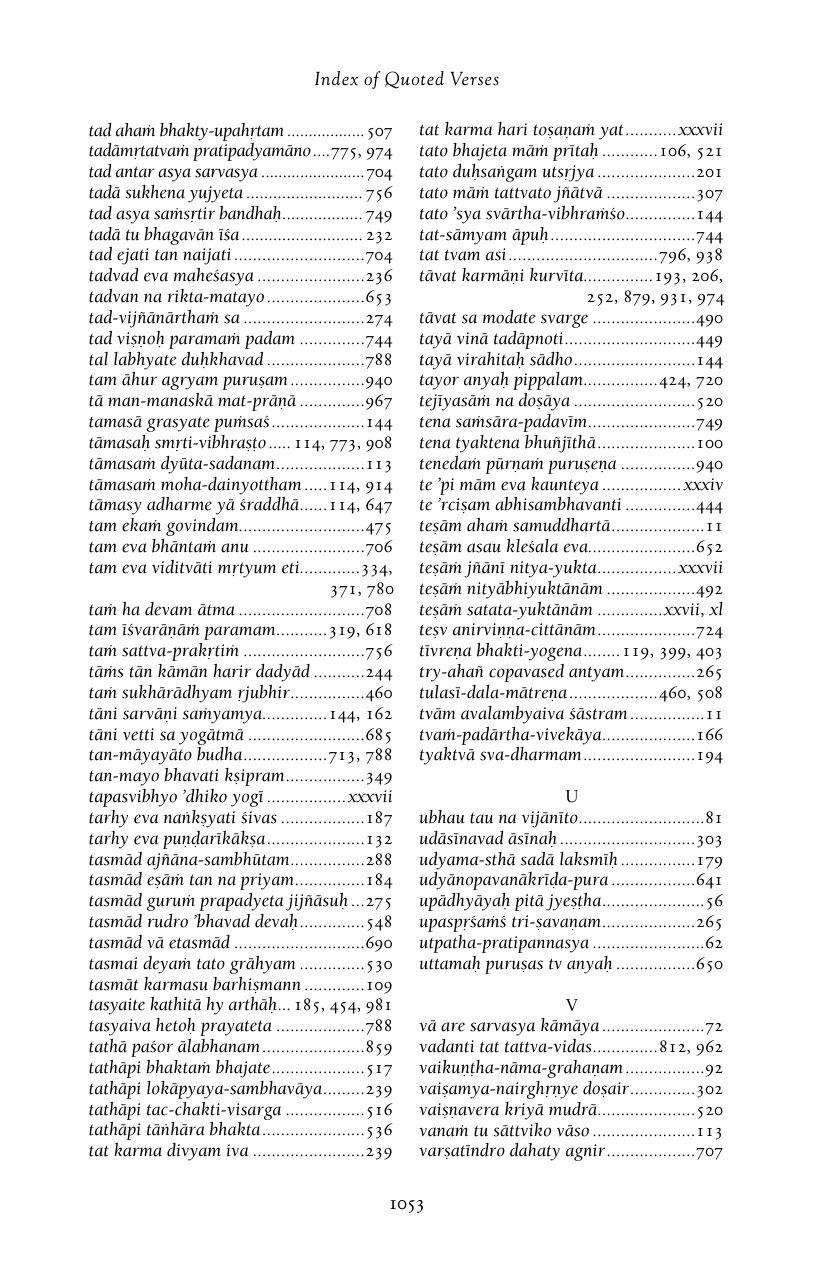 Index of Quoted Verses
tad ahaṁ bhakty-upahṛtam .................. 507
tadāmṛtatvaṁ pratipadyamāno ....775, 974
tad antar asya sarvasya ........................704
tadā sukhena yujyeta ........................... 756
tad asya saṁsṛtir bandhaḥ.................. 749
tadā tu bhagavān īśa ............................ 232
tad ejati tan naijati ..............................704
tadvad eva maheśasya .........................236
tadvan na rikta-matayo ......................653
tad-vijñānārthaṁ sa ............................274
tad viṣṇoḥ paramaṁ padam ..............744
tal labhyate duḥkhavad .......................788
tam āhur agryam puruṣam ................940
tā man-manaskā mat-prāṇā ..............967
tamasā grasyate puṁsaś .....................144
tāmasaḥ smṛti-vibhraṣṭo ..... 114, 773, 908
tāmasaṁ dyūta-sadanam....................113
tāmasaṁ moha-dainyottham .....114, 914
tāmasy adharme yā śraddhā......114, 647
tam ekaṁ govindam............................475
tam eva bhāntaṁ anu .........................706
tam eva viditvāti mṛtyum eti.............334,
371, 780
taṁ ha devam ātma ............................708
tam īśvarāṇāṁ paramam...........319, 618
taṁ sattva-prakṛtiṁ ...........................756
tāṁs tān kāmān harir dadyād ...........244
taṁ sukhārādhyam ṛjubhir.................460
tāni sarvāṇi saṁyamya..............144, 162
tāni vetti sa yogātmā ..........................685
tan-māyayāto budha..................713, 788
tan-mayo bhavati kṣipram..................349
tapasvibhyo ’dhiko yogī ..................xxxvii
tarhy eva naṅkṣyati śivas ...................187
tarhy eva puṇḍarīkākṣa......................132
tasmād ajñāna-sambhūtam.................288
tasmād eṣāṁ tan na priyam...............184
tasmād guruṁ prapadyeta jijñāsuḥ ...275
tasmād rudro ’bhavad devaḥ...............548
tasmād vā etasmād .............................690
tasmai deyaṁ tato grāhyam ..............530
tasmāt karmasu barhiṣmann .............109
tasyaite kathitā hy arthāḥ... 185, 454, 981
tasyaiva hetoḥ prayateta ....................788
tathā paśor ālabhanam.......................859
tathāpi bhaktaṁ bhajate.....................517
tathāpi lokāpyaya-sambhavāya.........239
tathāpi tac-chakti-visarga .................516
tathāpi tāṅhāra bhakta.......................536
tat karma divyam iva .........................239
tat karma hari toṣaṇaṁ yat...........xxxvii
tato bhajeta māṁ prītaḥ ............106, 521
tato duḥsaṅgam utsṛjya ......................201
tato māṁ tattvato jñātvā ...................307
tato ’sya svārtha-vibhraṁśo...............144
tat-sāmyam āpuḥ ................................744
tat tvam asi.................................796, 938
tāvat karmāṇi kurvīta...............193, 206,
252, 879, 931, 974
tāvat sa modate svarge .......................490
tayā vinā tadāpnoti.............................449
tayā virahitaḥ sādho...........................144
tayor anyaḥ pippalam.................424, 720
tejīyasāṁ na doṣāya ...........................520
tena saṁsāra-padavīm........................749
tena tyaktena bhuñjīthā......................100
tenedaṁ pūrṇaṁ puruṣeṇa ................940
te ’pi mām eva kaunteya ..................xxxiv
te ’rciṣam abhisambhavanti ................444
teṣām ahaṁ samuddhartā.....................11
teṣām asau kleśala eva........................652
teṣāṁ jñānī nitya-yukta..................xxxvii
teṣāṁ nityābhiyuktānām ...................492
teṣāṁ satata-yuktānām ..............xxvii, xl
teṣv anirviṇṇa-cittānām......................724
tīvreṇa bhakti-yogena........119, 399, 403
try-ahañ copavased antyam................265
tulasī-dala-mātreṇa....................460, 508
tvām avalambyaiva śāstram ................11
tvaṁ-padārtha-vivekāya.....................166
tyaktvā sva-dharmam.........................194
U
ubhau tau na vijānīto............................81
udāsīnavad āsīnaḥ ..............................303
udyama-sthā sadā laksmīḥ .................179
udyānopavanākrīḍa-pura ...................641
upādhyāyaḥ pitā jyeṣṭha.......................56
upaspṛśaṁś tri-ṣavaṇam.....................265
utpatha-pratipannasya .........................62
uttamaḥ puruṣas tv anyaḥ ..................650
V
vā are sarvasya kāmāya .......................72
vadanti tat tattva-vidas..............812, 962
vaikuṇṭha-nāma-grahaṇam..................92
vaiṣamya-nairghṛṇye doṣair...............302
vaiṣṇavera kriyā mudrā......................520
vanaṁ tu sāttviko vāso .......................113
varṣatīndro dahaty agnir....................707
1053